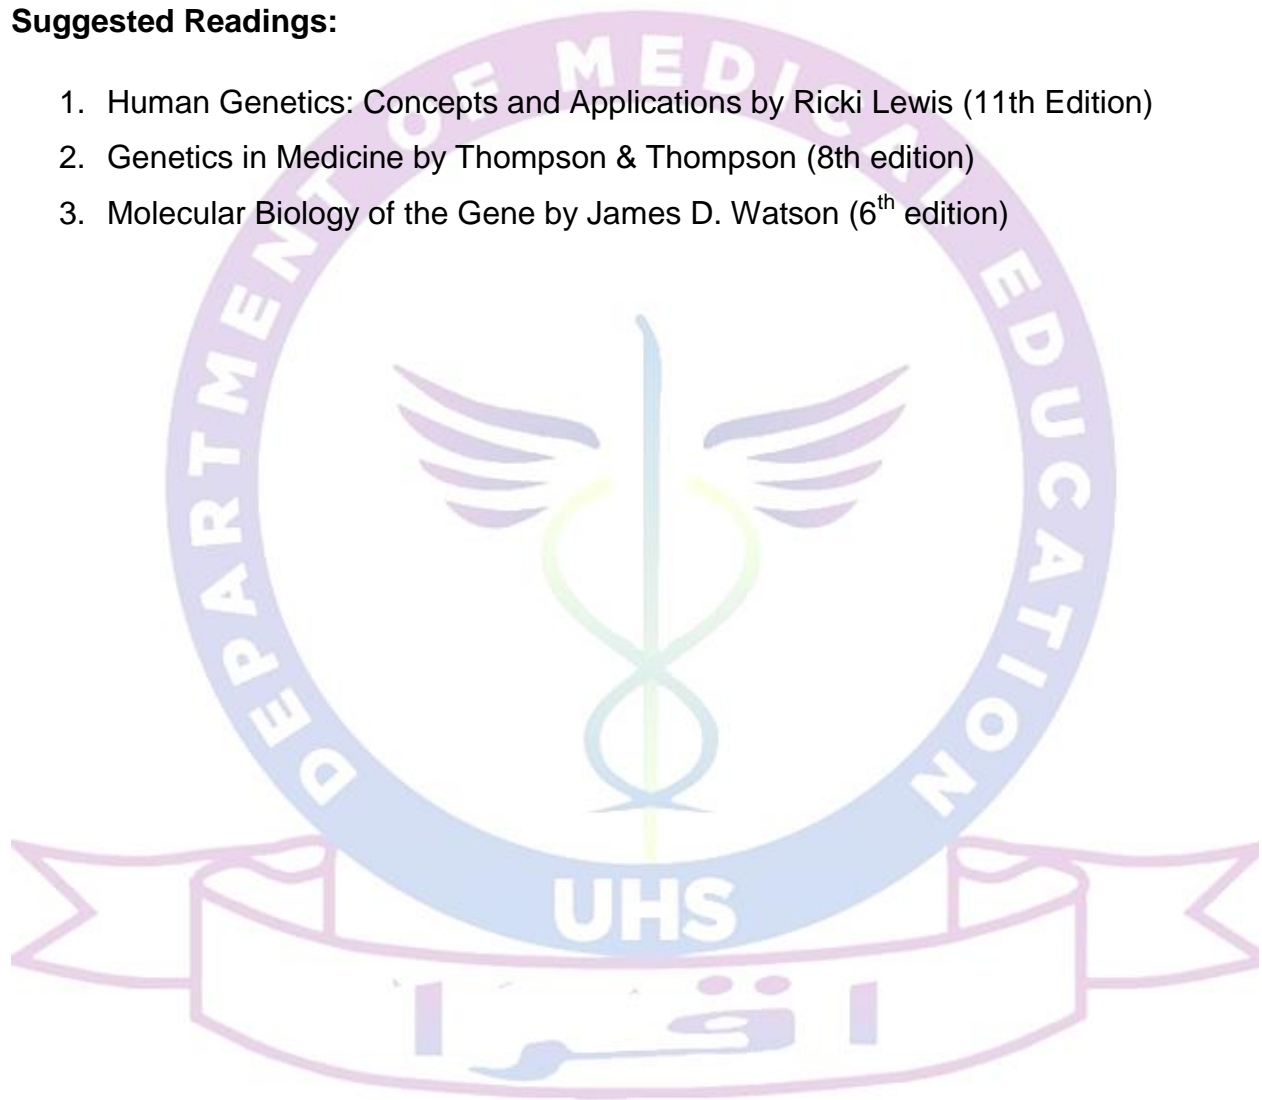 Suggested Readings:
1. Human Genetics: Concepts and Applications by Ricki Lewis (11th Edition)
2. Genetics in Medicine by Thompson & Thompson (8th edition)
3. Molecular Biology of the Gene by James D. Watson (6th edition)
DEPARTMENT OF MEDICAL EDUCATION
UHS
اقرا